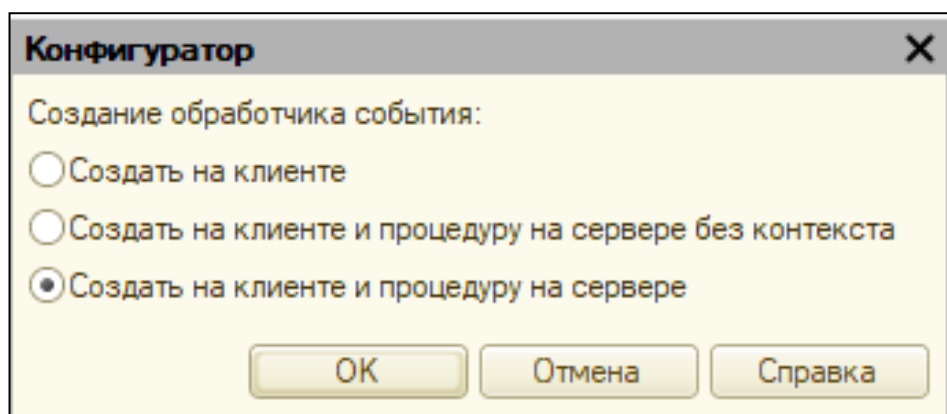 Конфигуратор
Создание обработчика события:
Создать на клиенте
Создать на клиенте и процедуру на сервере без контекста
Создать на клиенте и процедуру на сервере
OK Отмена Справка